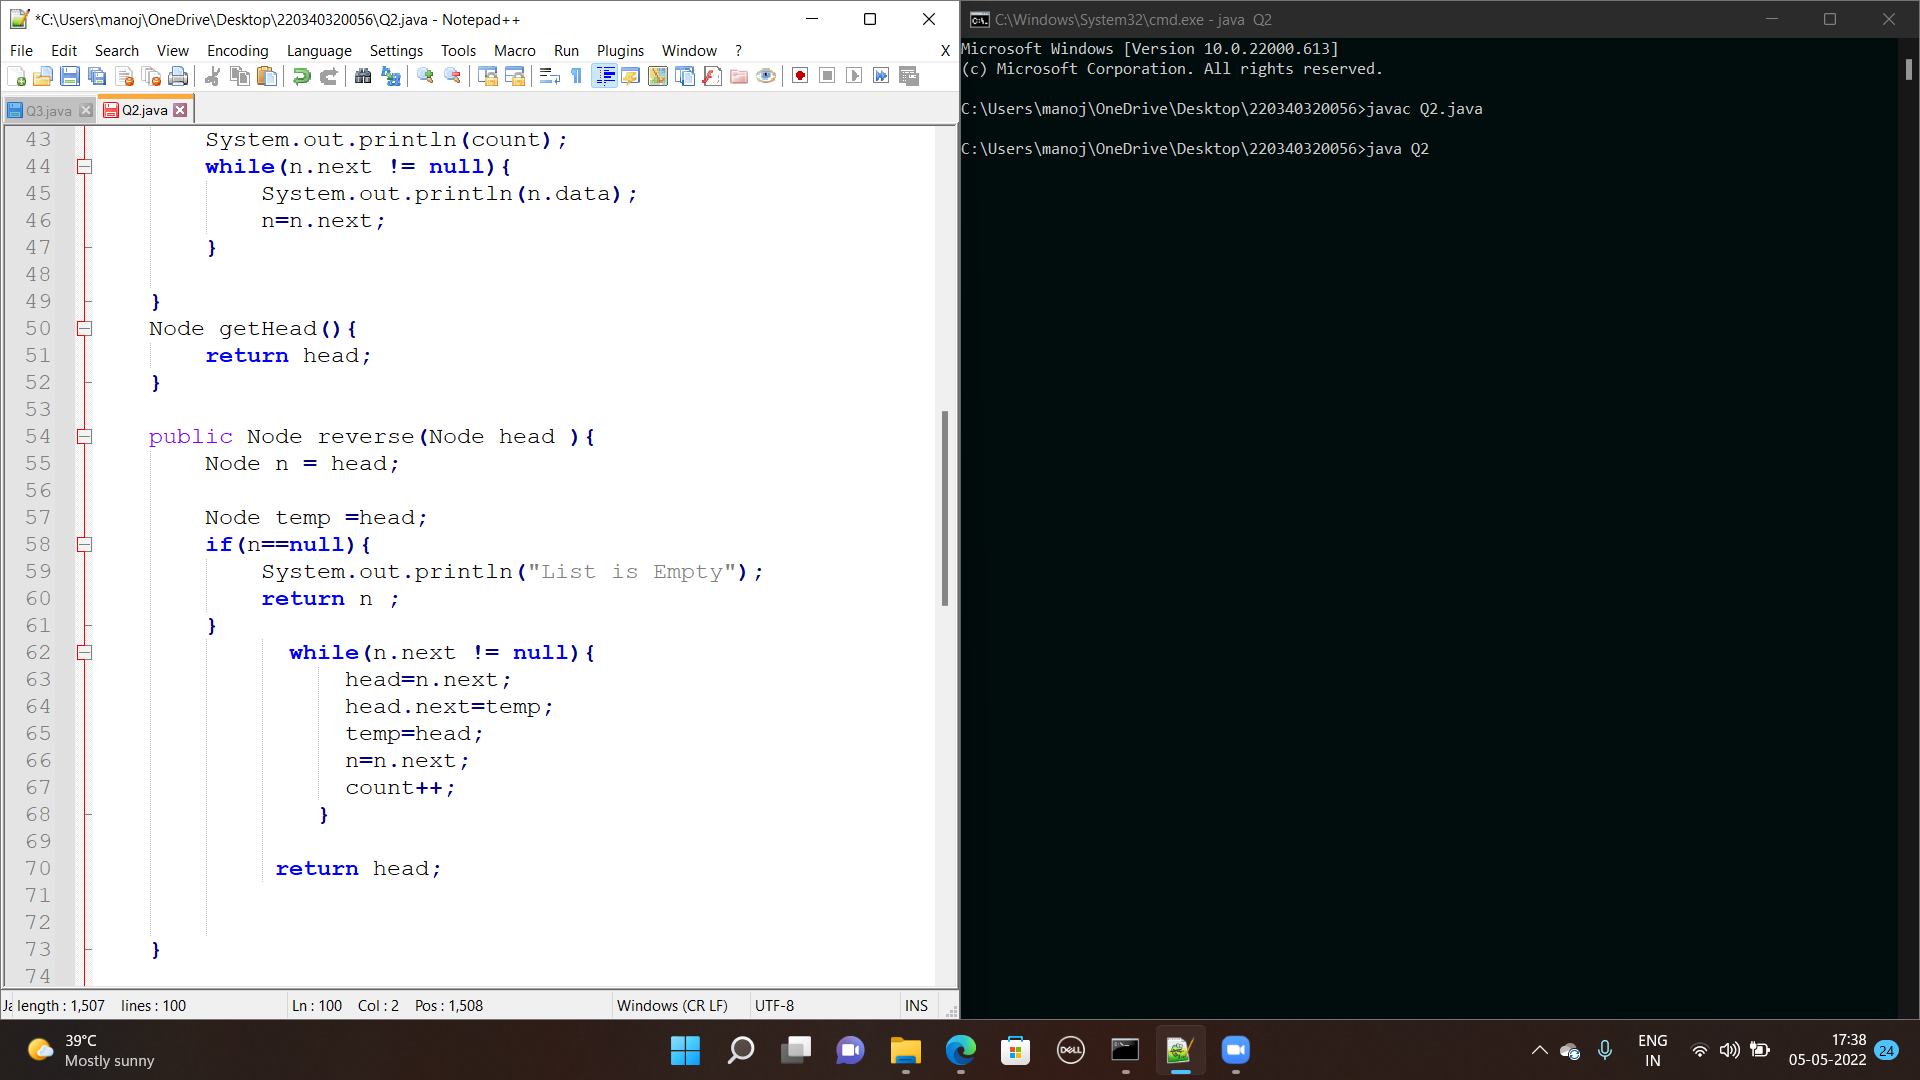 *C:\Users\manoj\OneDrive\Desktop\220340320056\Q2.java - Notepad++
File Edit Search View Encoding Language Settings Tools Macro Run Plugins Window ? X
Q3.java Q2.java
43 System.out.println(count);
44 while(n.next != null){
45 System.out.println(n.data);
46 n=n.next;
47 }
48
49 }
50 Node getHead(){
51 return head;
52 }
53
54 public Node reverse(Node head ){
55 Node n = head;
56
57 Node temp =head;
58 if(n==null){
59 System.out.println("List is Empty");
60 return n ;
61 }
62 while(n.next != null){
63 head=n.next;
64 head.next=temp;
65 temp=head;
66 n=n.next;
67 count++;
68 }
69
70 return head;
71
72
73 }
74
Ja length : 1,507 lines : 100 Ln : 100 Col : 2 Pos : 1,508 Windows (CR LF) UTF-8 INS
C:\Windows\System32\cmd.exe - java Q2
Microsoft Windows [Version 10.0.22000.613]
(c) Microsoft Corporation. All rights reserved.
C:\Users\manoj\OneDrive\Desktop\220340320056>javac Q2.java
C:\Users\manoj\OneDrive\Desktop\220340320056>java Q2
39°C
Mostly sunny
DELL
ENG
IN
17:38
05-05-2022
24